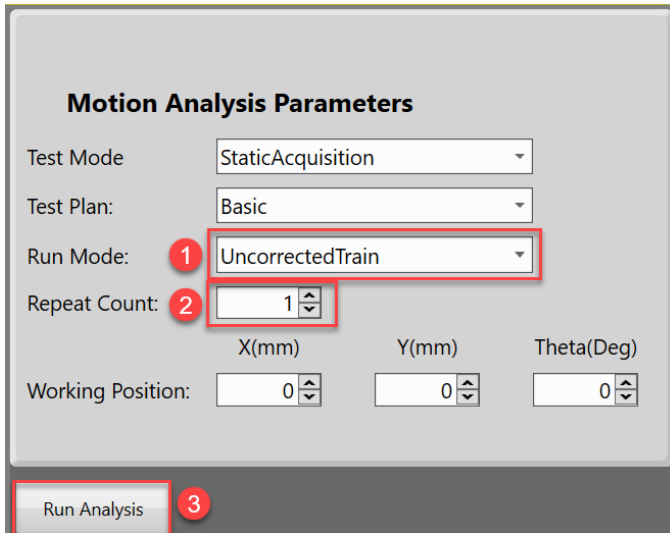 Motion Analysis Parameters
Test Mode StaticAcquisition
Test Plan: Basic
Run Mode: 1 UncorrectedTrain
Repeat Count: 2 1
X(mm) Y(mm) Theta(Deg)
Working Position: 0 0 0
Run Analysis 3